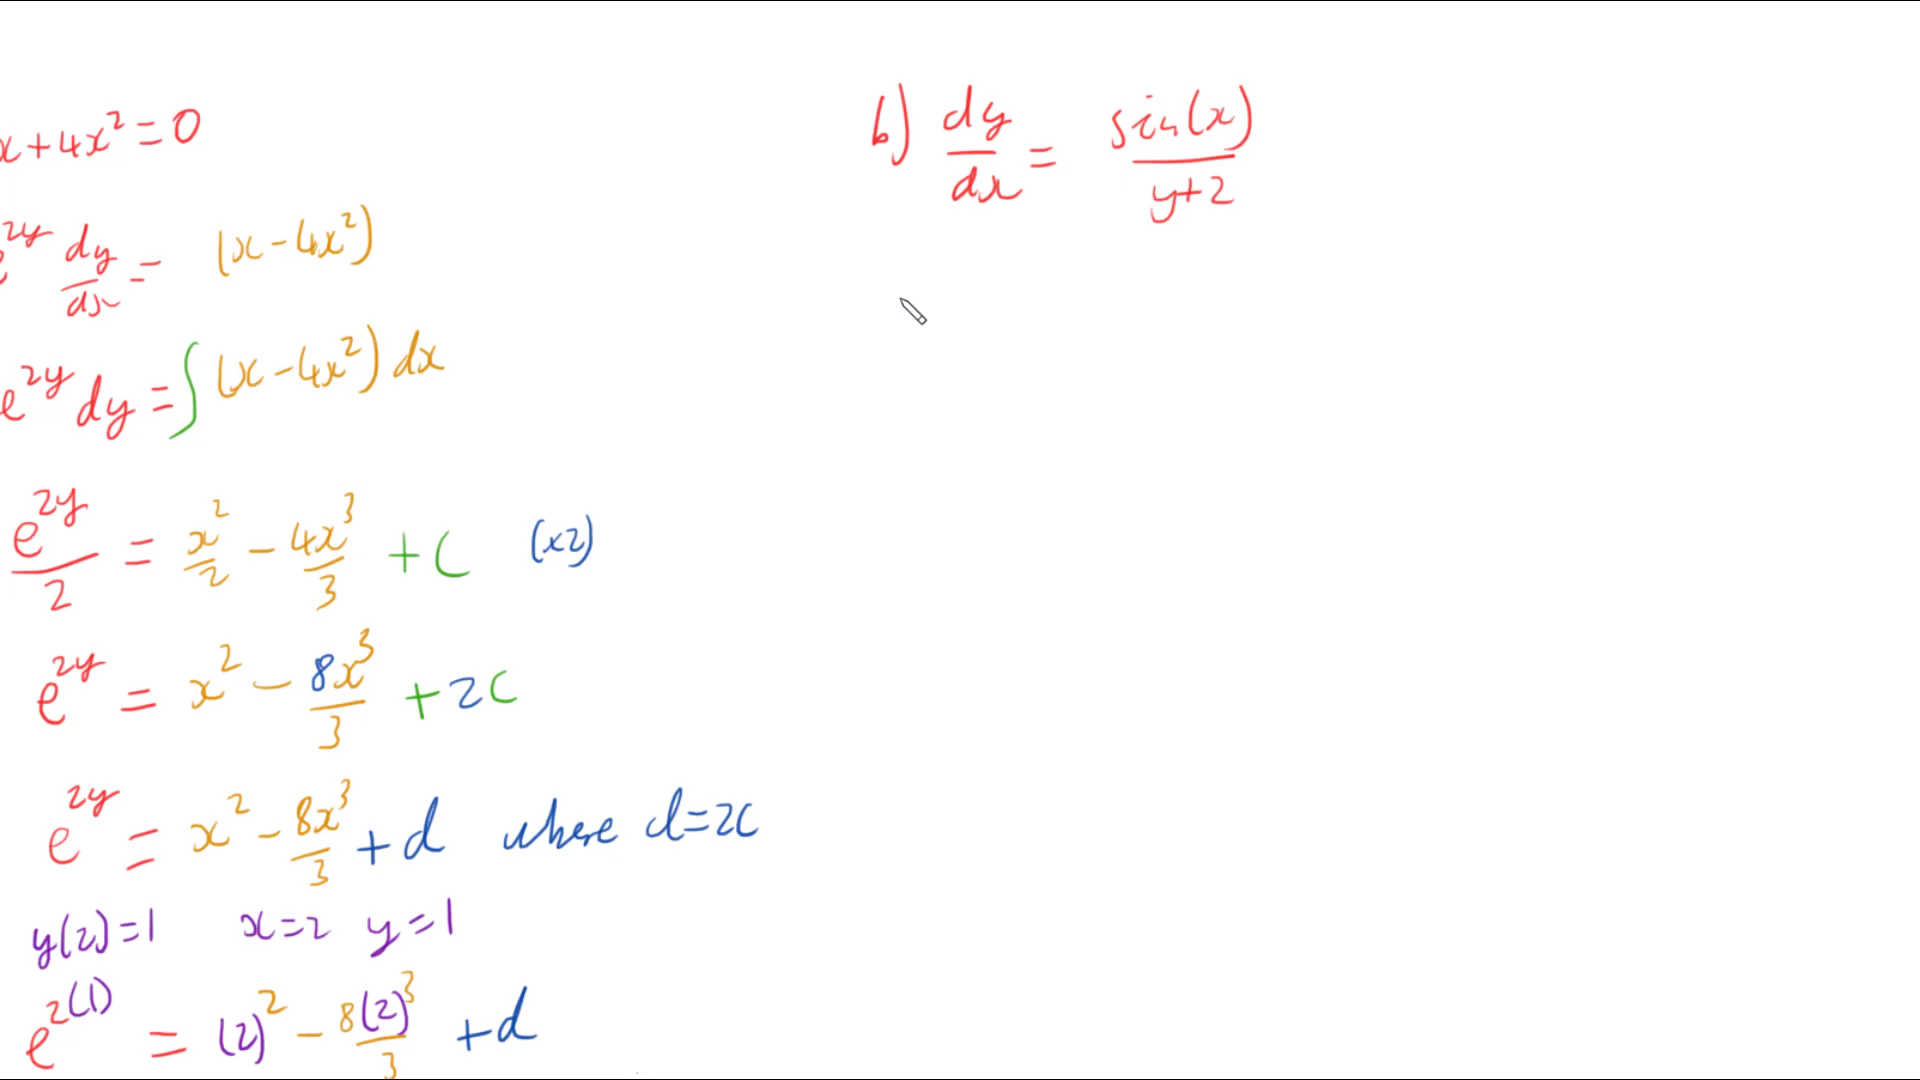 x+4x²=0
e^2y dy/dx = (x-4x²)
e^2y dy = ∫(x-4x²) dx
e^2y/2 = x²/2 - 4x³/3 + C (x2)
e^2y = x² - 8x³/3 + 2C
e^2y = x² - 8x³/3 + d where d=2C
y(2)=1 x=2 y=1
e^2(1) = (2)² - 8(2)³/3 + d
b) dy/dx = sin(x)/y+2